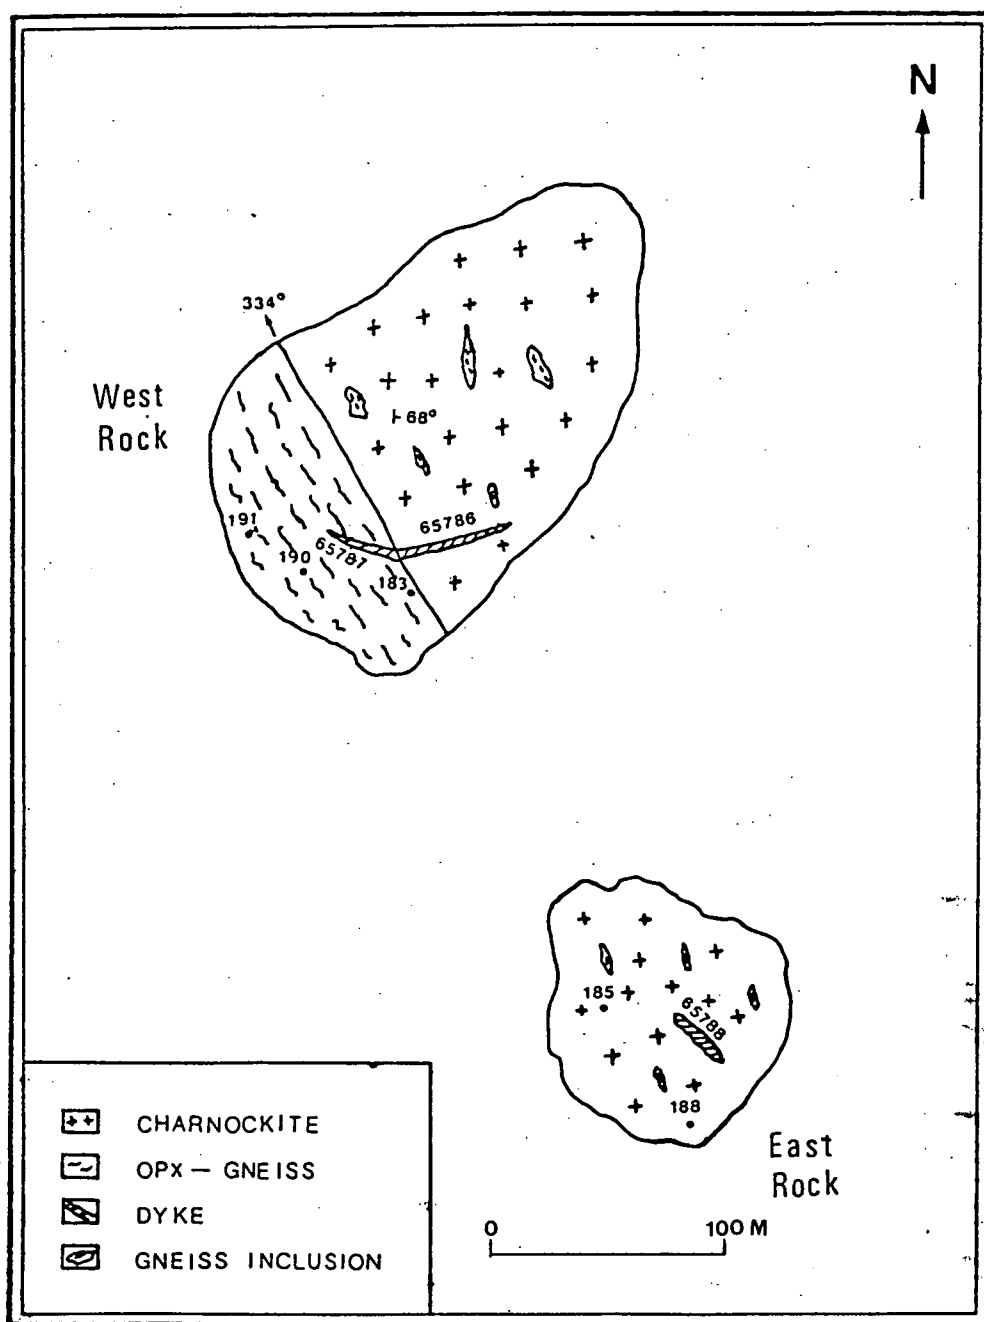 N
334°
West
Rock
68°
191
190
65787
65786
183
185
65788
188
East
Rock
0 100 M
CHARNOCKITE
OPX — GNEISS
DYKE
GNEISS INCLUSION